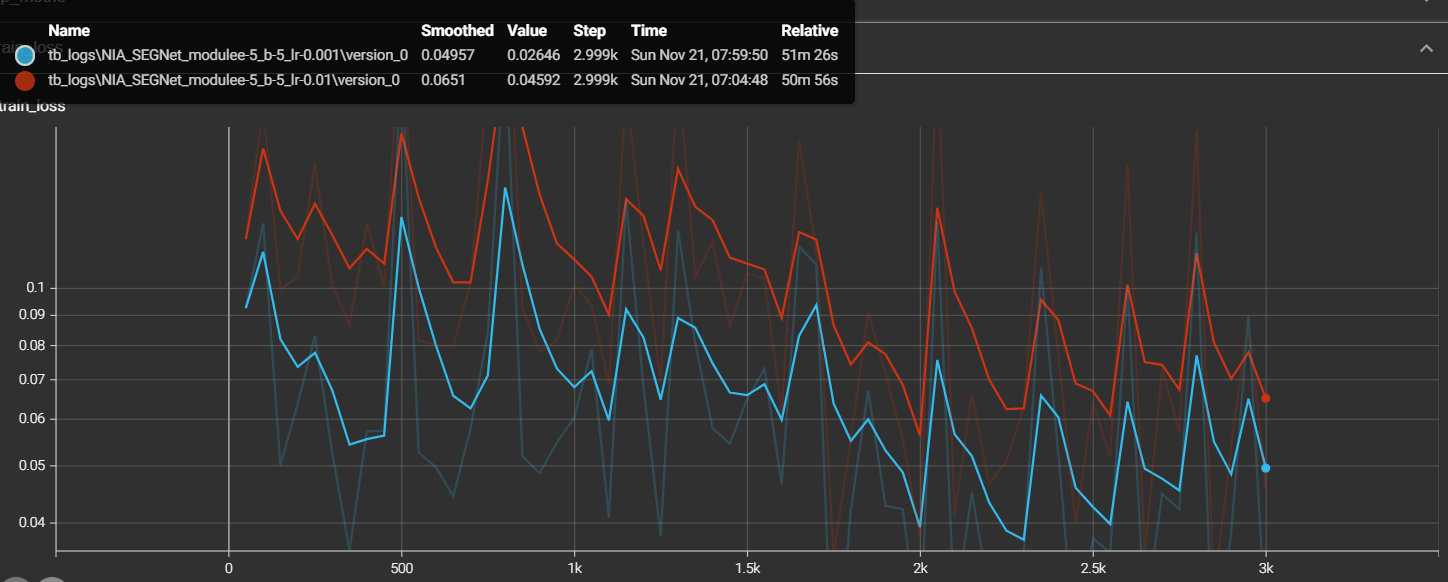 Name Smoothed Value Step Time Relative
tb_logs\NIA_SEGNet_modulee-5_b-5_lr-0.001\version_0 0.04957 0.02646 2.999k Sun Nov 21, 07:59:50 51m 26s
tb_logs\NIA_SEGNet_modulee-5_b-5_lr-0.01\version_0 0.0651 0.04592 2.999k Sun Nov 21, 07:04:48 50m 56s
train_loss
0.1
0.09
0.08
0.07
0.06
0.05
0.04
0 500 1k 1.5k 2k 2.5k 3k